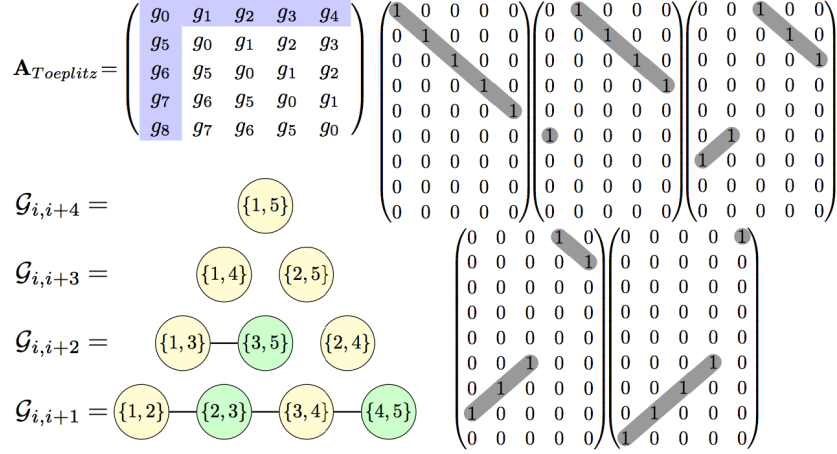 g₀ g₁ g₂ g₃ g₄
g₅ g₀ g₁ g₂ g₃
A_Toeplitz = g₆ g₅ g₀ g₁ g₂
g₇ g₆ g₅ g₀ g₁
g₈ g₇ g₆ g₅ g₀
1 0 0 0 0
0 1 0 0 0
0 0 1 0 0
0 0 0 1 0
0 0 0 0 1
0 0 0 0 0
0 0 0 0 0
0 0 0 0 0
0 0 0 0 0
0 1 0 0 0
0 0 1 0 0
0 0 0 1 0
0 0 0 0 1
0 0 0 0 0
1 0 0 0 0
0 0 0 0 0
0 0 0 0 0
0 0 0 0 0
0 0 1 0 0
0 0 0 1 0
0 0 0 0 1
0 0 0 0 0
0 0 0 0 0
0 1 0 0 0
1 0 0 0 0
0 0 0 0 0
0 0 0 0 0
𝒢_{i,i+4} = {1,5}
𝒢_{i,i+3} = {1,4} {2,5}
𝒢_{i,i+2} = {1,3} {3,5} {2,4}
𝒢_{i,i+1} = {1,2} {2,3} {3,4} {4,5}
0 0 0 1 0
0 0 0 0 1
0 0 0 0 0
0 0 0 0 0
0 0 0 0 0
0 0 1 0 0
0 1 0 0 0
1 0 0 0 0
0 0 0 0 0
0 0 0 0 1
0 0 0 0 0
0 0 0 0 0
0 0 0 0 0
0 0 0 0 0
0 0 0 1 0
0 0 1 0 0
0 1 0 0 0
1 0 0 0 0